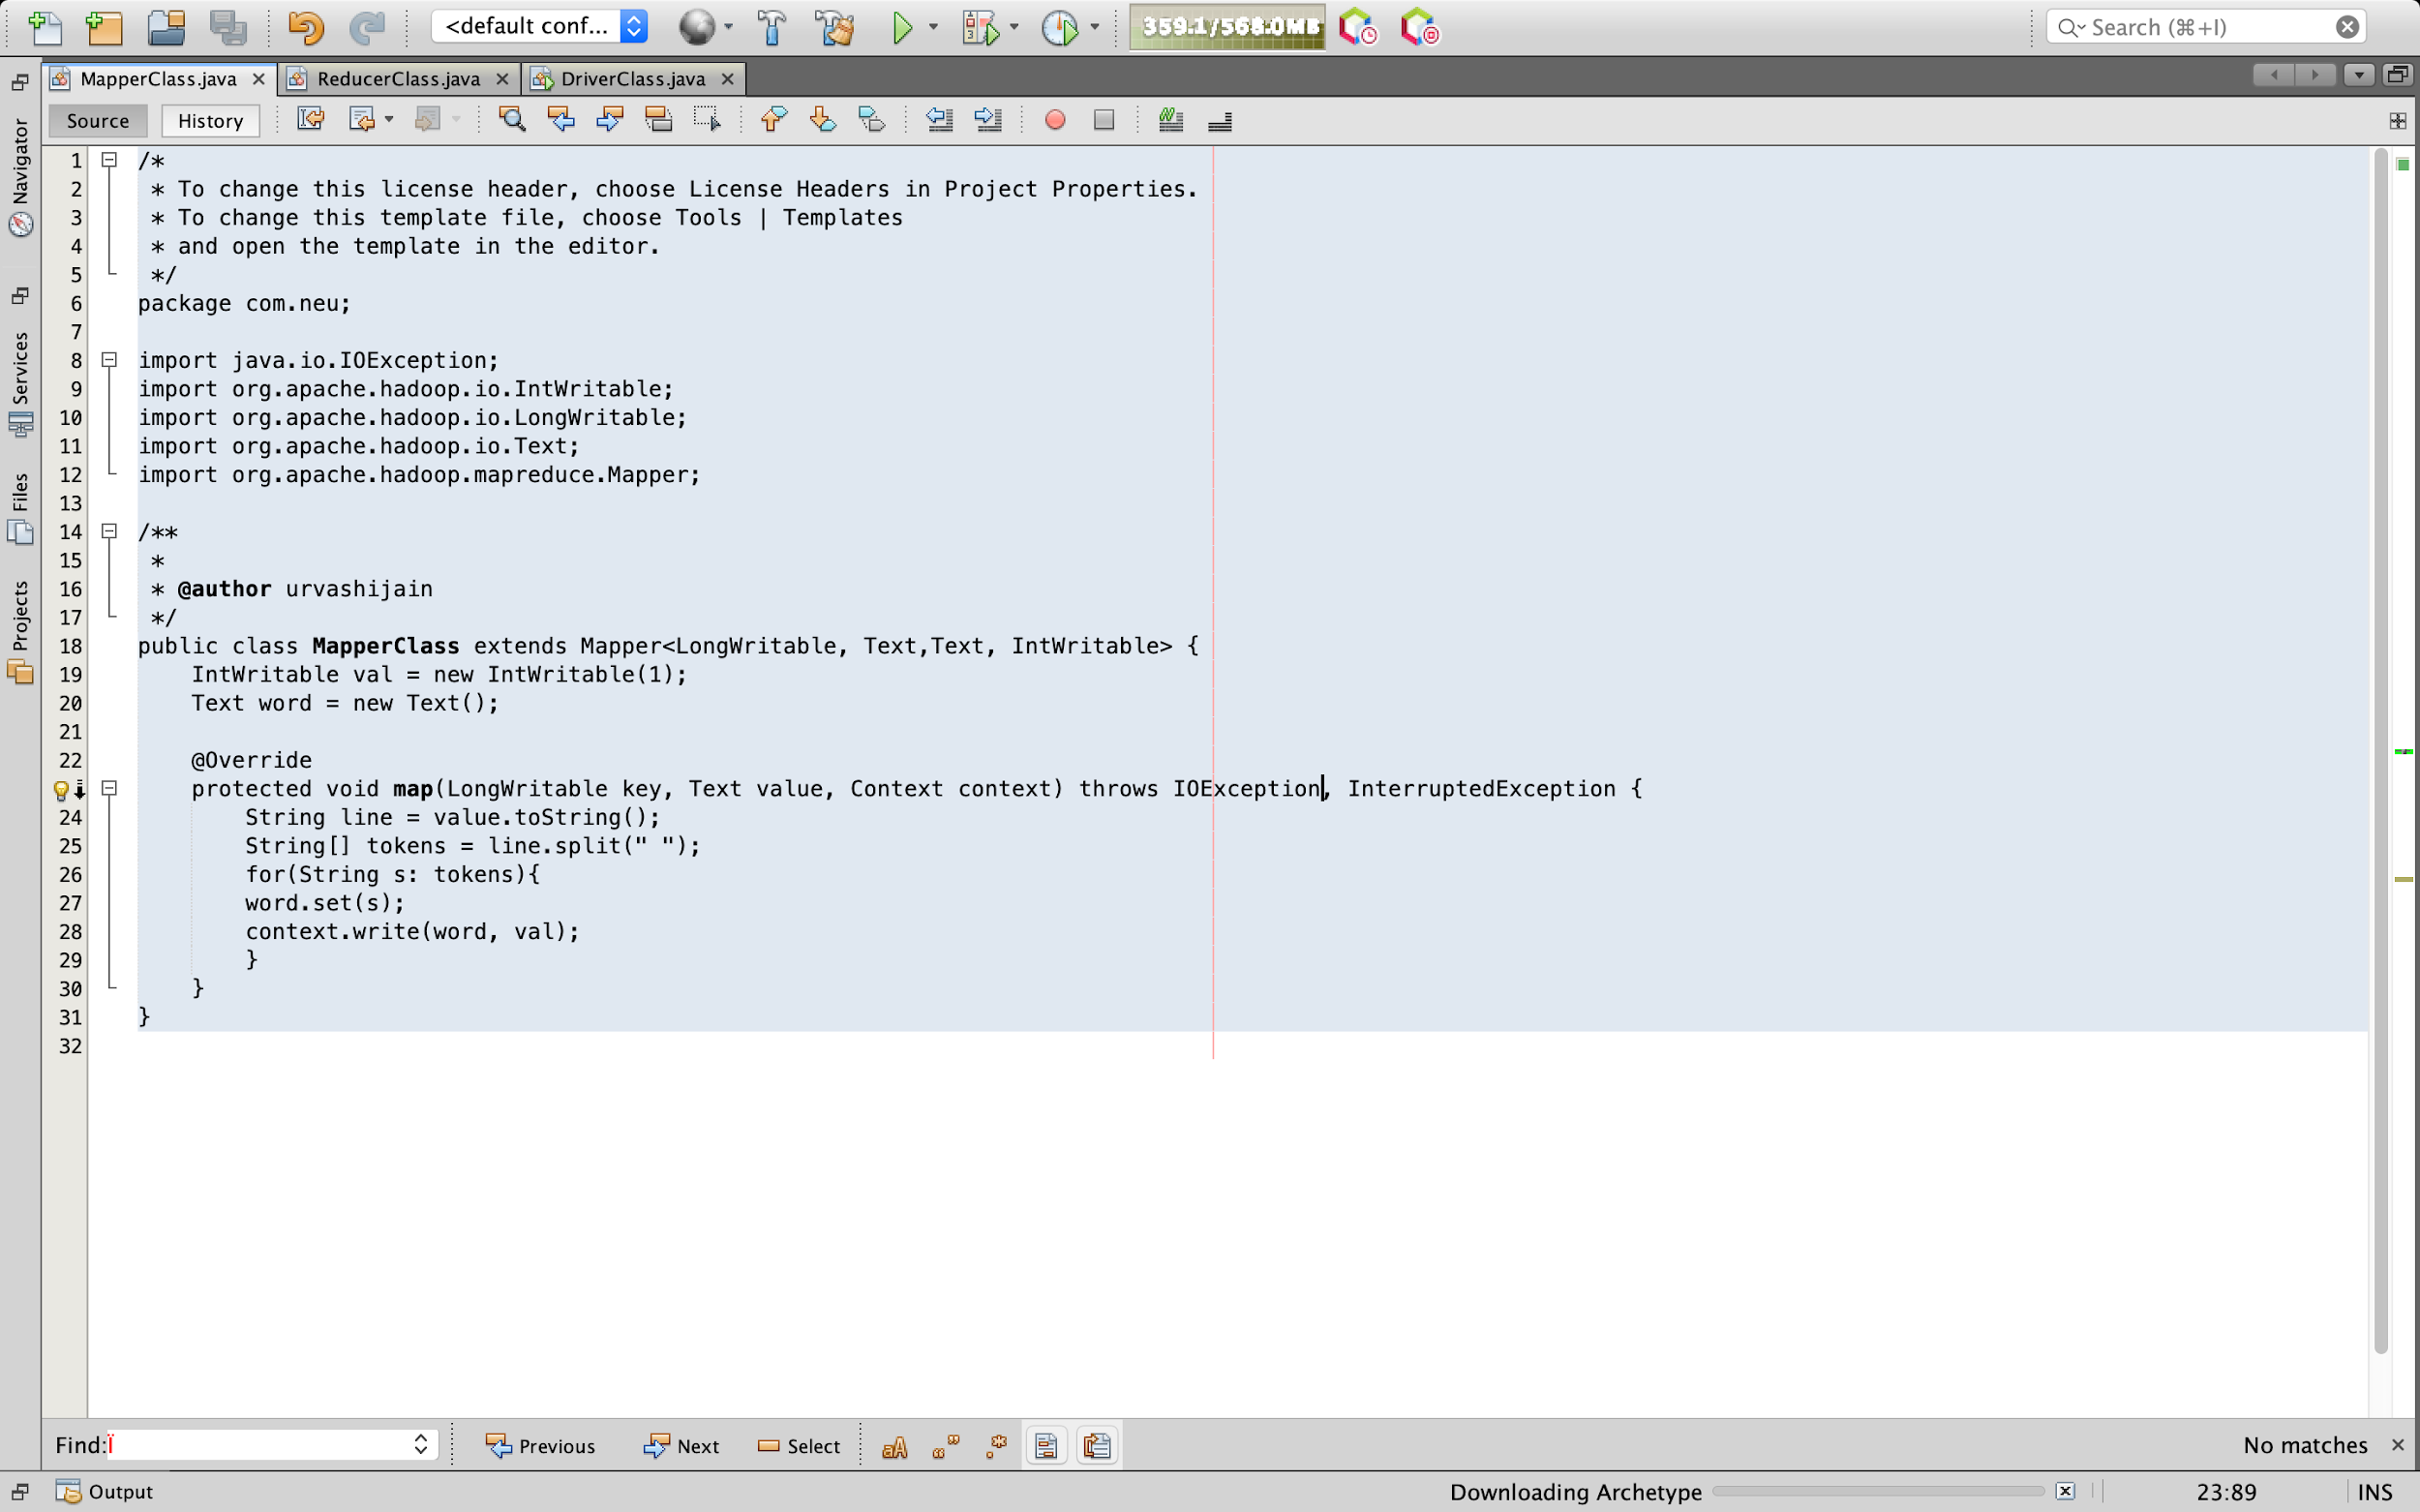 <default conf...
359.1/568.0MB
Search (⌘+I)
MapperClass.java
ReducerClass.java
DriverClass.java
Source
History
Navigator
Services
Files
Projects
1 /*
2  * To change this license header, choose License Headers in Project Properties.
3  * To change this template file, choose Tools | Templates
4  * and open the template in the editor.
5  */
6 package com.neu;
7
8 import java.io.IOException;
9 import org.apache.hadoop.io.IntWritable;
10 import org.apache.hadoop.io.LongWritable;
11 import org.apache.hadoop.io.Text;
12 import org.apache.hadoop.mapreduce.Mapper;
13
14 /**
15  *
16  * @author urvashijain
17  */
18 public class MapperClass extends Mapper<LongWritable, Text,Text, IntWritable> {
19     IntWritable val = new IntWritable(1);
20     Text word = new Text();
21
22     @Override
protected void map(LongWritable key, Text value, Context context) throws IOException, InterruptedException {
24         String line = value.toString();
25         String[] tokens = line.split(" ");
26         for(String s: tokens){
27         word.set(s);
28         context.write(word, val);
29         }
30     }
31 }
32
Find:
Previous
Next
Select
No matches
Output
Downloading Archetype
23:89
INS